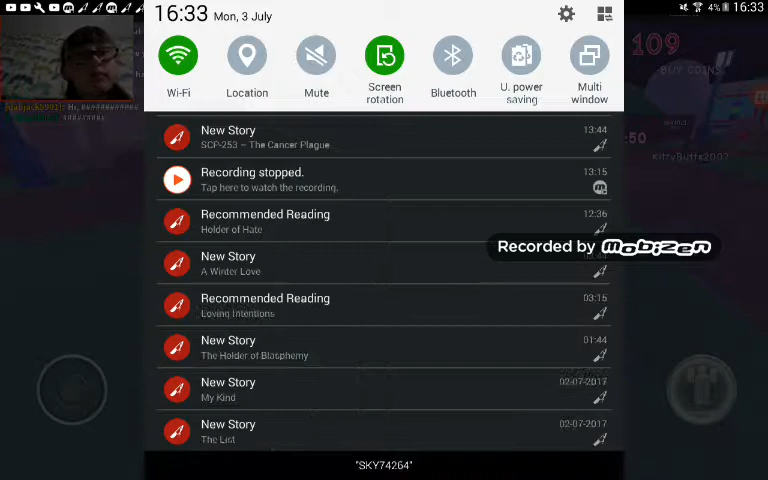 16:33 Mon, 3 July
4% 16:33
Wi-Fi
Location
Mute
Screen rotation
Bluetooth
U. power saving
Multi window
New Story 13:44
SCP-253 – The Cancer Plague
Recording stopped. 13:15
Tap here to watch the recording.
Recommended Reading 12:36
Holder of Hate
New Story
A Winter Love
Recorded by Mobizen
Recommended Reading 03:15
Loving Intentions
New Story 01:44
The Holder of Blasphemy
New Story 02-07-2017
My Kind
New Story 02-07-2017
The List
"SKY74264"
109
BUY COINS
:50
KittyButts2002